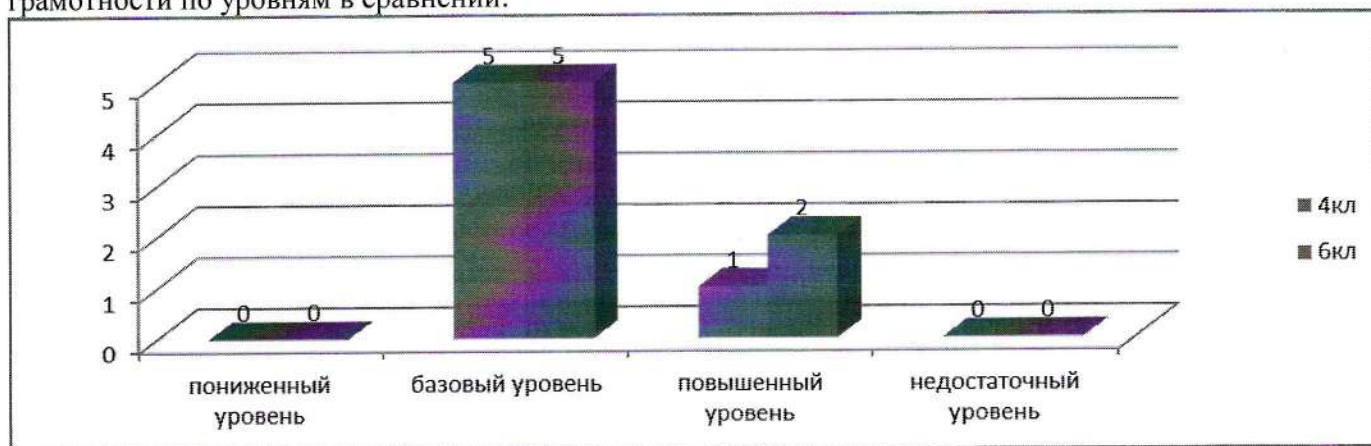 грамотности по уровням в сравнении:
5 5
5
4
3
2
1
0
2
1
0 0
0 0
4кл
6кл
пониженный уровень
базовый уровень
повышенный уровень
недостаточный уровень